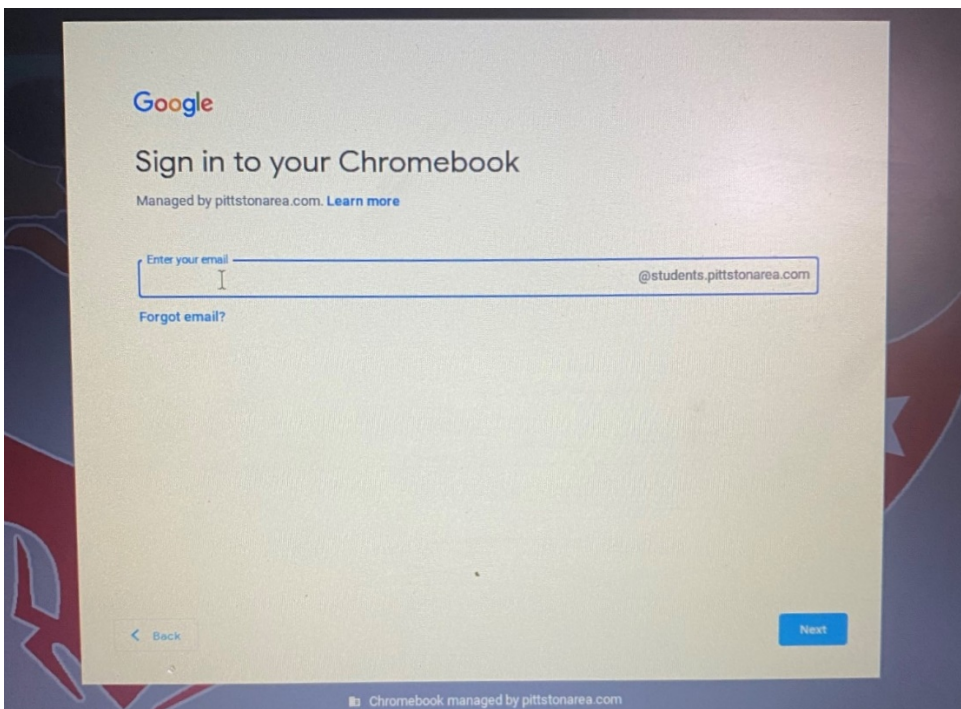 Google
Sign in to your Chromebook
Managed by pittstonarea.com. Learn more
Enter your email
@students.pittstonarea.com
Forgot email?
Back
Next
Chromebook managed by pittstonarea.com